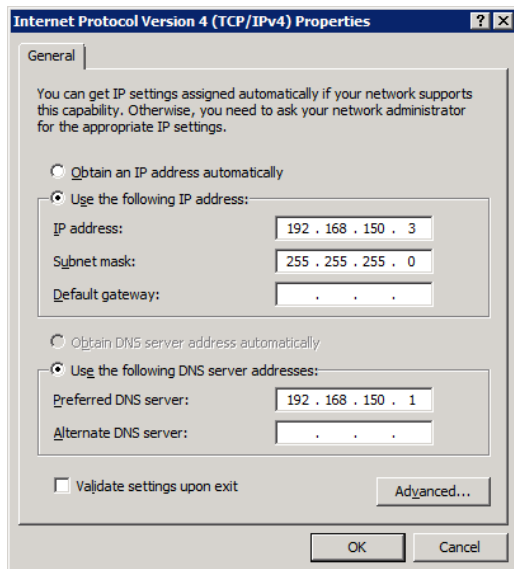 Internet Protocol Version 4 (TCP/IPv4) Properties
General
You can get IP settings assigned automatically if your network supports
this capability. Otherwise, you need to ask your network administrator
for the appropriate IP settings.
Obtain an IP address automatically
Use the following IP address:
IP address: 192 . 168 . 150 . 3
Subnet mask: 255 . 255 . 255 . 0
Default gateway: . . .
Obtain DNS server address automatically
Use the following DNS server addresses:
Preferred DNS server: 192 . 168 . 150 . 1
Alternate DNS server: . . .
Validate settings upon exit
Advanced...
OK Cancel